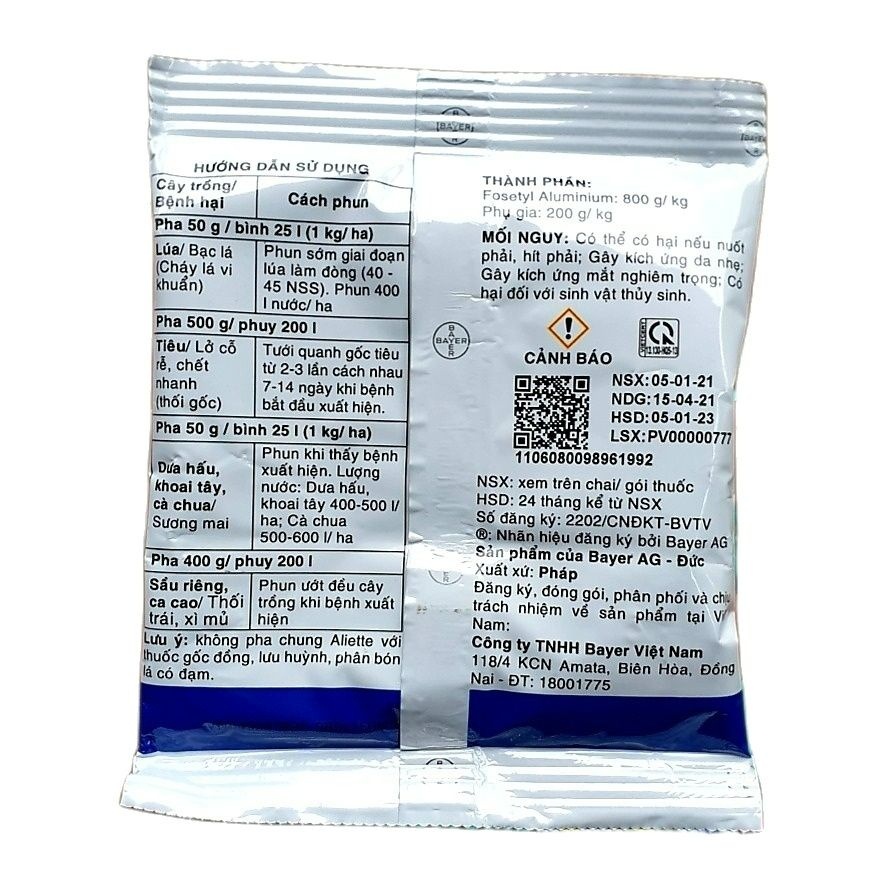 BAYER
BAYER
HƯỚNG DẪN SỬ DỤNG
Cây trồng/
Bệnh hại
Cách phun
Pha 50 g / bình 25 l (1 kg/ ha)
Lúa/ Bạc lá
(Cháy lá vi
khuẩn)
Phun sớm giai đoạn
lúa làm đòng (40 -
45 NSS). Phun 400
l nước/ ha
Pha 500 g/ phuy 200 l
Tiêu/ Lở cổ
rễ, chết
nhanh
(thối gốc)
Tưới quanh gốc tiêu
từ 2-3 lần cách nhau
7-14 ngày khi bệnh
bắt đầu xuất hiện.
Pha 50 g / bình 25 l (1 kg/ ha)
Dưa hấu,
khoai tây,
cà chua/
Sương mai
Phun khi thấy bệnh
xuất hiện. Lượng
nước: Dưa hấu,
khoai tây 400-500 l/
ha; Cà chua
500-600 l/ ha
Pha 400 g/ phuy 200 l
Sầu riêng,
ca cao/ Thối
trái, xì mủ
Phun ướt đều cây
trồng khi bệnh xuất
hiện
Lưu ý: không pha chung Aliette với
thuốc gốc đồng, lưu huỳnh, phân bón
lá có đạm.
BAYER
THÀNH PHẦN:
Fosetyl Aluminium: 800 g/ kg
Phụ gia: 200 g/ kg
MỐI NGUY: Có thể có hại nếu nuốt
phải, hít phải; Gây kích ứng da nhẹ;
Gây kích ứng mắt nghiêm trọng; Có
hại đối với sinh vật thủy sinh.
CẢNH BÁO
NSX: 05-01-21
NDG: 15-04-21
HSD: 05-01-23
LSX: PV00000777
1106080098961992
NSX: xem trên chai/ gói thuốc
HSD: 24 tháng kể từ NSX
Số đăng ký: 2202/CNĐKT-BVTV
®: Nhãn hiệu đăng ký bởi Bayer AG
Sản phẩm của Bayer AG - Đức
Xuất xứ: Pháp
Đăng ký, đóng gói, phân phối và chịu
trách nhiệm về sản phẩm tại Việt
Nam:
Công ty TNHH Bayer Việt Nam
118/4 KCN Amata, Biên Hòa, Đồng
Nai - ĐT: 18001775